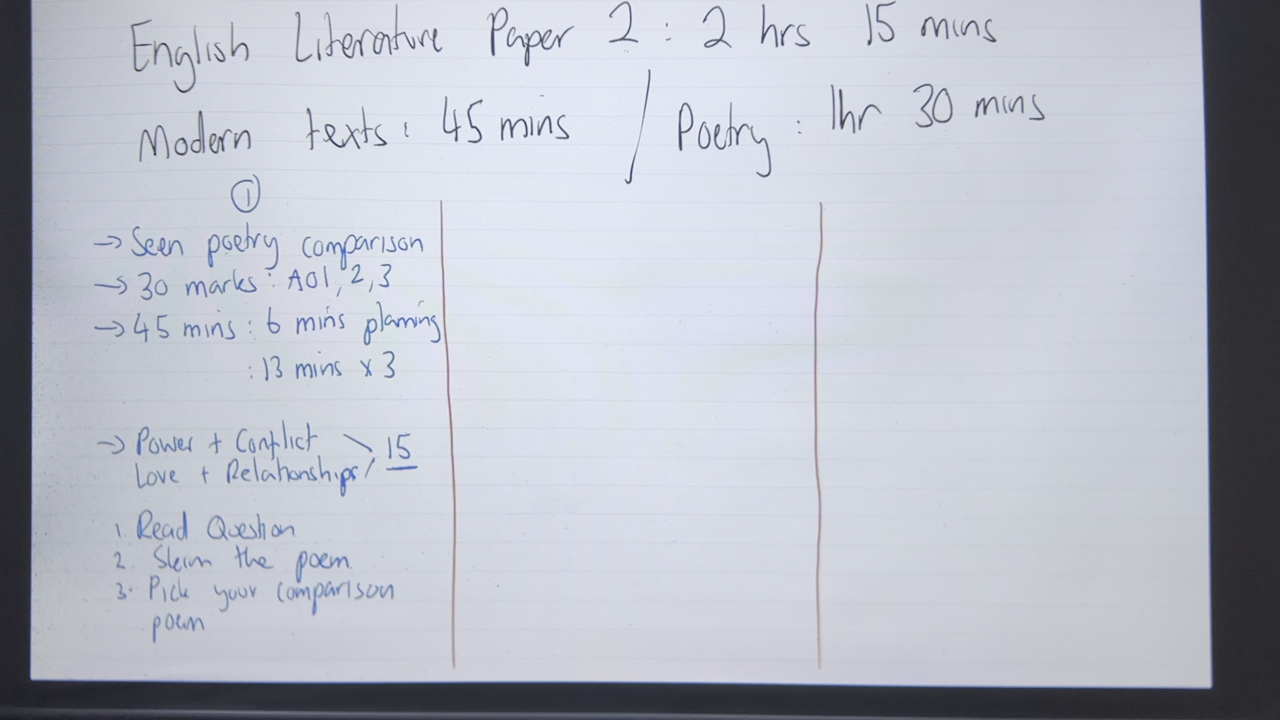 English Literature Paper 2 : 2 hrs 15 mins
Modern texts : 45 mins / Poetry : 1hr 30 mins
①
→ Seen poetry comparison
→ 30 marks : AO1, 2, 3
→ 45 mins : 6 mins planning
: 13 mins x 3
→ Power + Conflict
Love + Relationships
15
1. Read Question
2. Skim the poem
3. Pick your comparison
poem